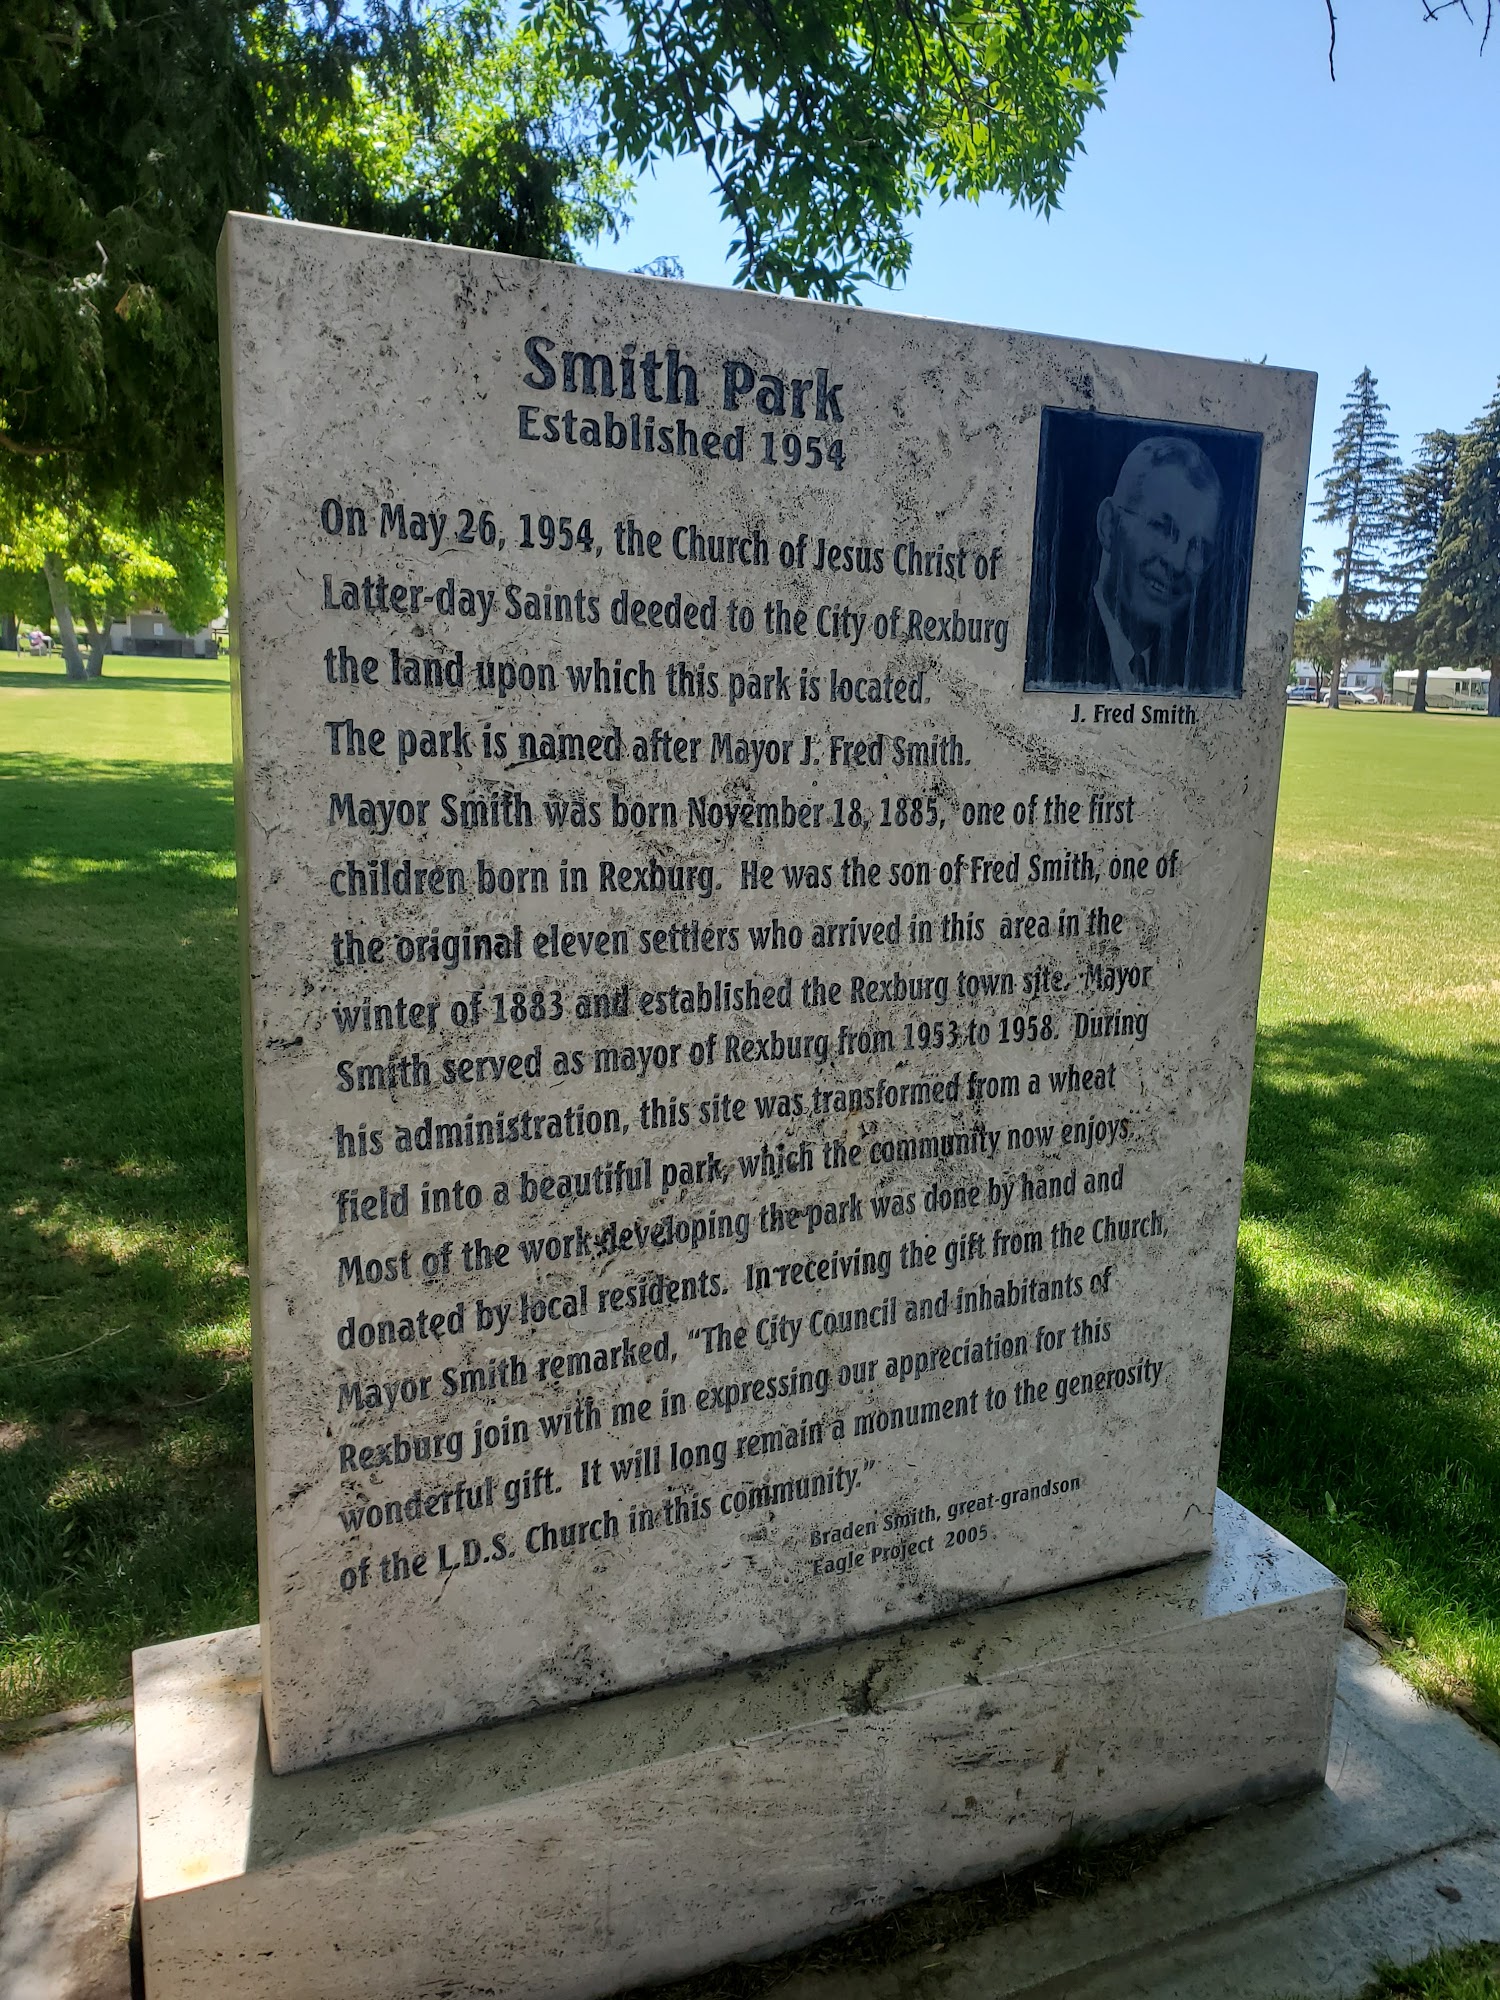 Smith Park
Established 1954
On May 26, 1954, the Church of Jesus Christ of
Latter-day Saints deeded to the City of Rexburg
the land upon which this park is located.
J. Fred Smith
The park is named after Mayor J. Fred Smith.
Mayor Smith was born November 18, 1885, one of the first
children born in Rexburg. He was the son of Fred Smith, one of
the original eleven settlers who arrived in this area in the
winter of 1883 and established the Rexburg town site. Mayor
Smith served as mayor of Rexburg from 1953 to 1958. During
his administration, this site was transformed from a wheat
field into a beautiful park, which the community now enjoys.
Most of the work developing the park was done by hand and
donated by local residents. In receiving the gift from the Church,
Mayor Smith remarked, "The City Council and inhabitants of
Rexburg join with me in expressing our appreciation for this
wonderful gift. It will long remain a monument to the generosity
of the L.D.S. Church in this community."
Braden Smith, great-grandson
Eagle Project 2005